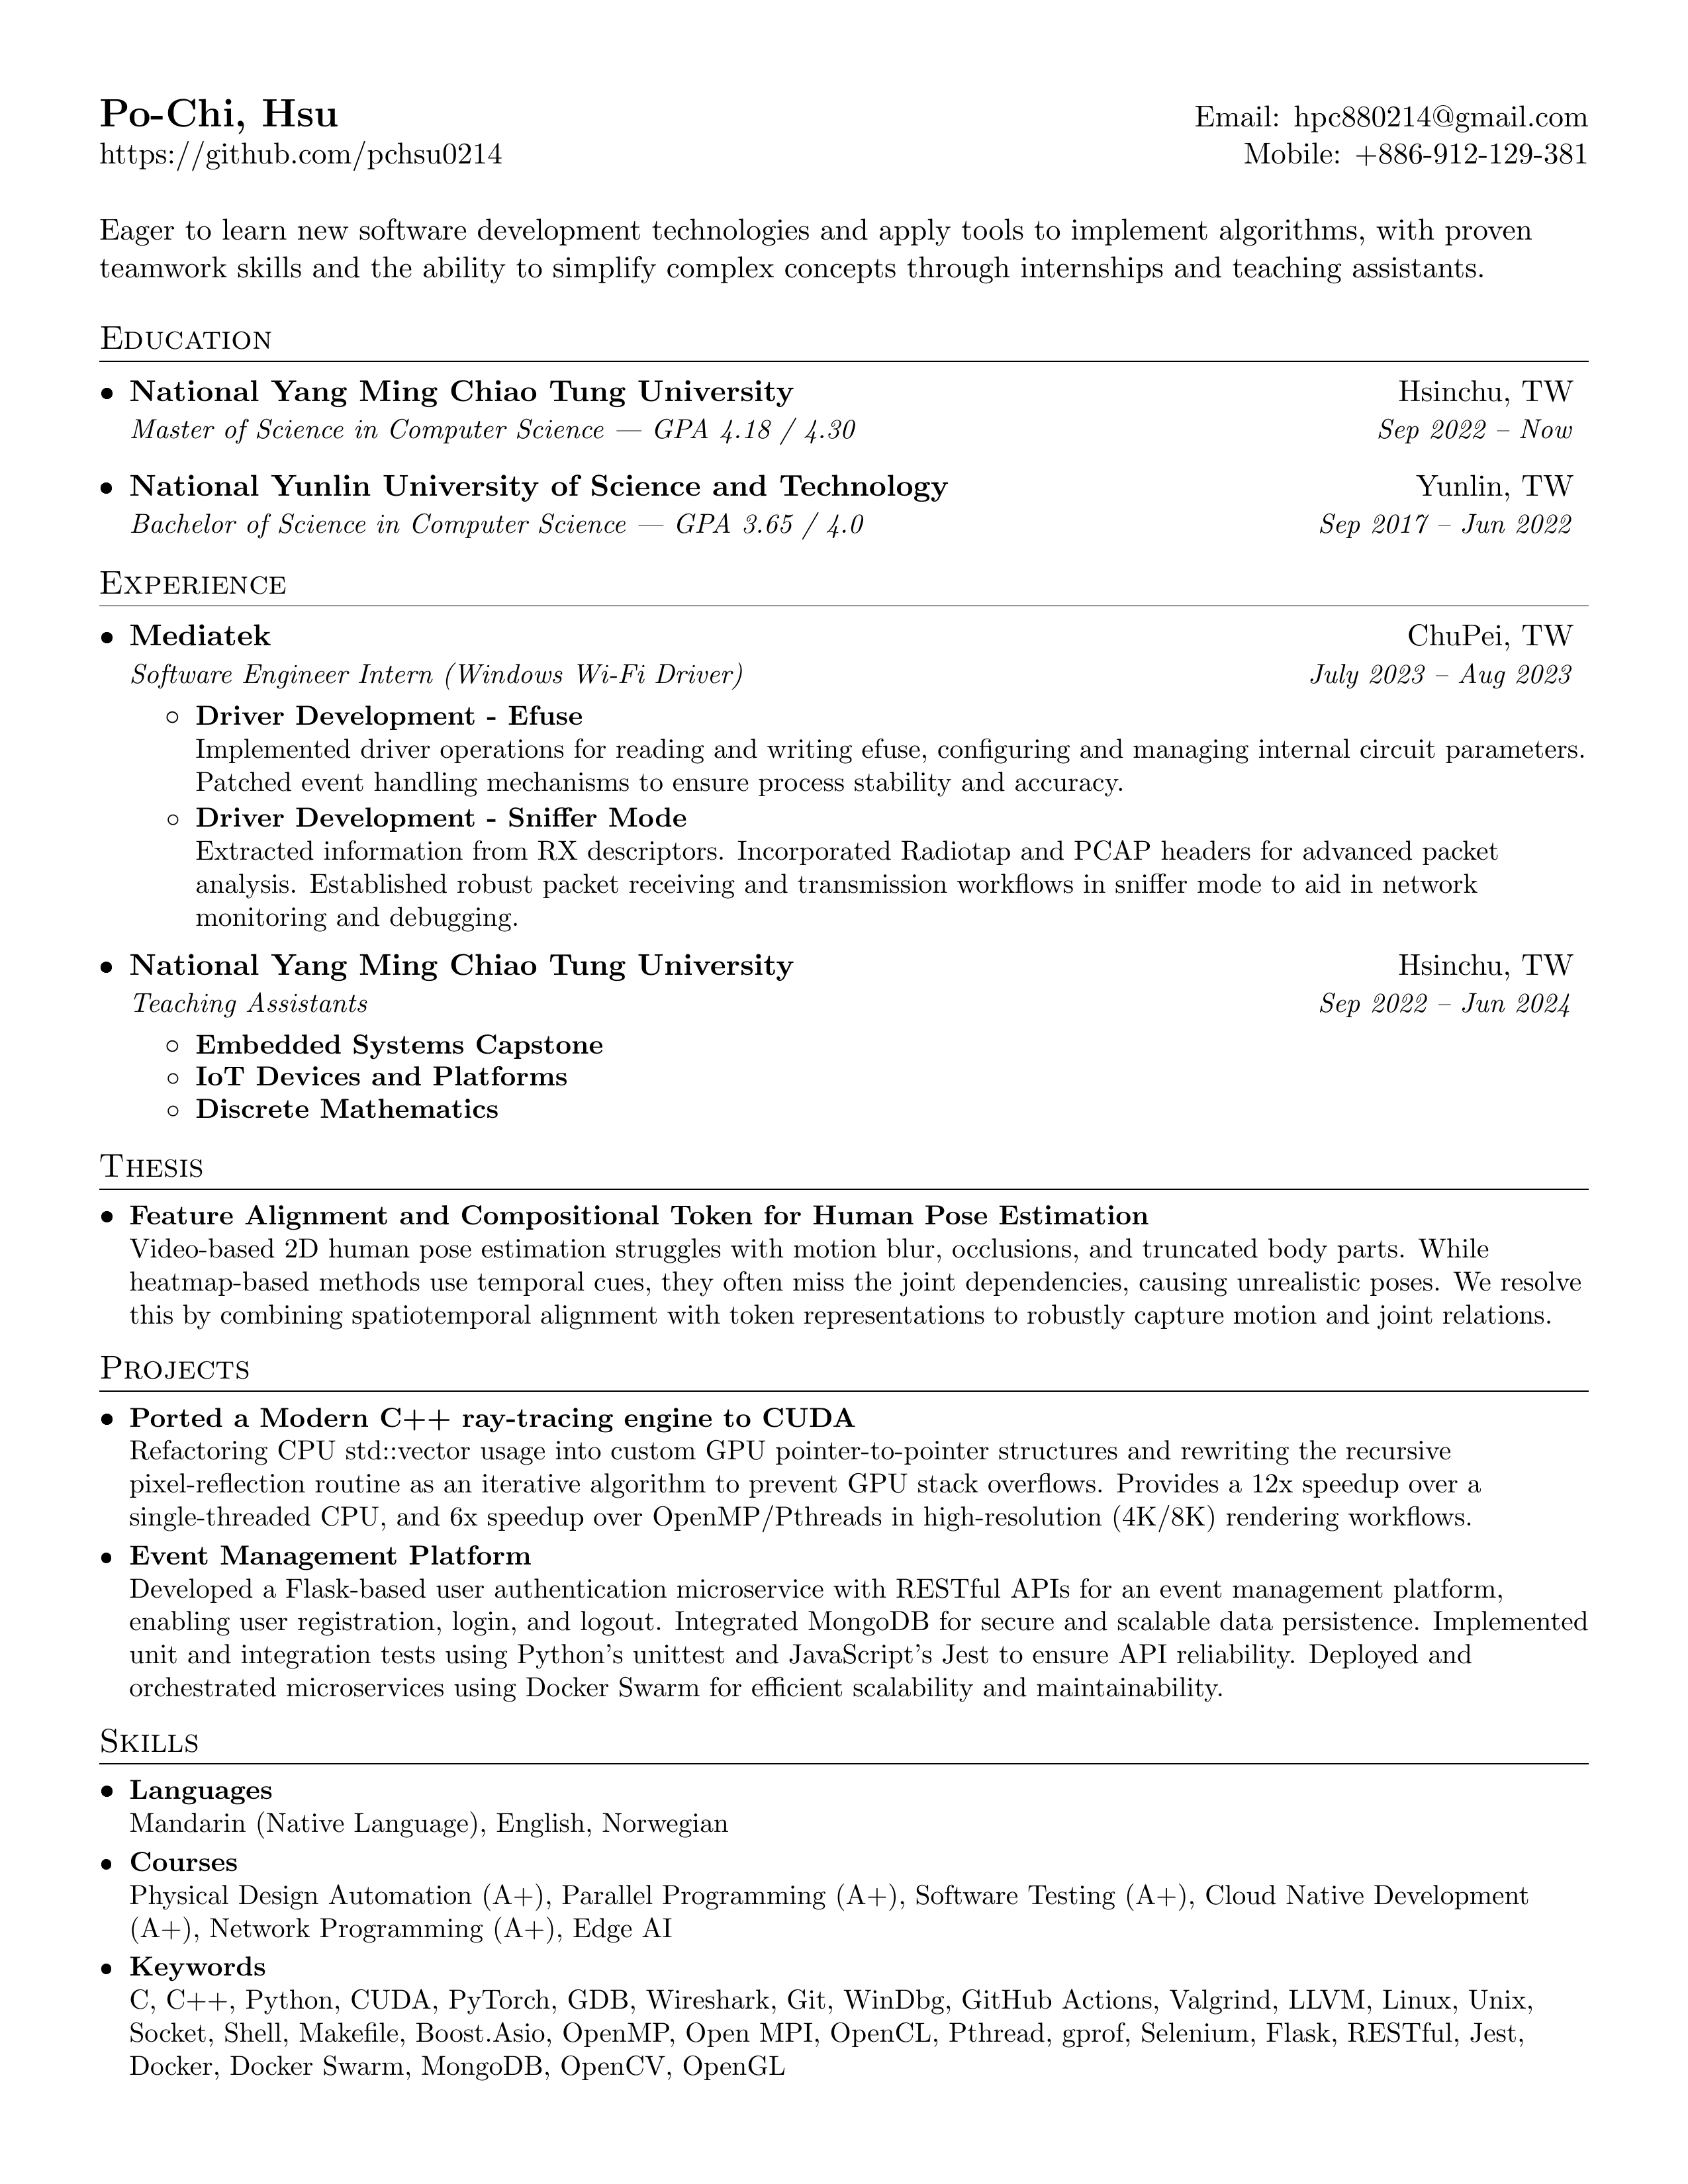 Po-Chi, Hsu
Email: hpc880214@gmail.com
https://github.com/pchsu0214
Mobile: +886-912-129-381
Eager to learn new software development technologies and apply tools to implement algorithms, with proven
teamwork skills and the ability to simplify complex concepts through internships and teaching assistants.
Education
• National Yang Ming Chiao Tung University
Hsinchu, TW
Master of Science in Computer Science — GPA 4.18 / 4.30
Sep 2022 – Now
• National Yunlin University of Science and Technology
Yunlin, TW
Bachelor of Science in Computer Science — GPA 3.65 / 4.0
Sep 2017 – Jun 2022
Experience
• Mediatek
ChuPei, TW
Software Engineer Intern (Windows Wi-Fi Driver)
July 2023 – Aug 2023
◦ Driver Development - Efuse
Implemented driver operations for reading and writing efuse, configuring and managing internal circuit parameters.
Patched event handling mechanisms to ensure process stability and accuracy.
◦ Driver Development - Sniffer Mode
Extracted information from RX descriptors. Incorporated Radiotap and PCAP headers for advanced packet
analysis. Established robust packet receiving and transmission workflows in sniffer mode to aid in network
monitoring and debugging.
• National Yang Ming Chiao Tung University
Hsinchu, TW
Teaching Assistants
Sep 2022 – Jun 2024
◦ Embedded Systems Capstone
◦ IoT Devices and Platforms
◦ Discrete Mathematics
Thesis
• Feature Alignment and Compositional Token for Human Pose Estimation
Video-based 2D human pose estimation struggles with motion blur, occlusions, and truncated body parts. While
heatmap-based methods use temporal cues, they often miss the joint dependencies, causing unrealistic poses. We resolve
this by combining spatiotemporal alignment with token representations to robustly capture motion and joint relations.
Projects
• Ported a Modern C++ ray-tracing engine to CUDA
Refactoring CPU std::vector usage into custom GPU pointer-to-pointer structures and rewriting the recursive
pixel-reflection routine as an iterative algorithm to prevent GPU stack overflows. Provides a 12x speedup over a
single-threaded CPU, and 6x speedup over OpenMP/Pthreads in high-resolution (4K/8K) rendering workflows.
• Event Management Platform
Developed a Flask-based user authentication microservice with RESTful APIs for an event management platform,
enabling user registration, login, and logout. Integrated MongoDB for secure and scalable data persistence. Implemented
unit and integration tests using Python's unittest and JavaScript's Jest to ensure API reliability. Deployed and
orchestrated microservices using Docker Swarm for efficient scalability and maintainability.
Skills
• Languages
Mandarin (Native Language), English, Norwegian
• Courses
Physical Design Automation (A+), Parallel Programming (A+), Software Testing (A+), Cloud Native Development
(A+), Network Programming (A+), Edge AI
• Keywords
C, C++, Python, CUDA, PyTorch, GDB, Wireshark, Git, WinDbg, GitHub Actions, Valgrind, LLVM, Linux, Unix,
Socket, Shell, Makefile, Boost.Asio, OpenMP, Open MPI, OpenCL, Pthread, gprof, Selenium, Flask, RESTful, Jest,
Docker, Docker Swarm, MongoDB, OpenCV, OpenGL